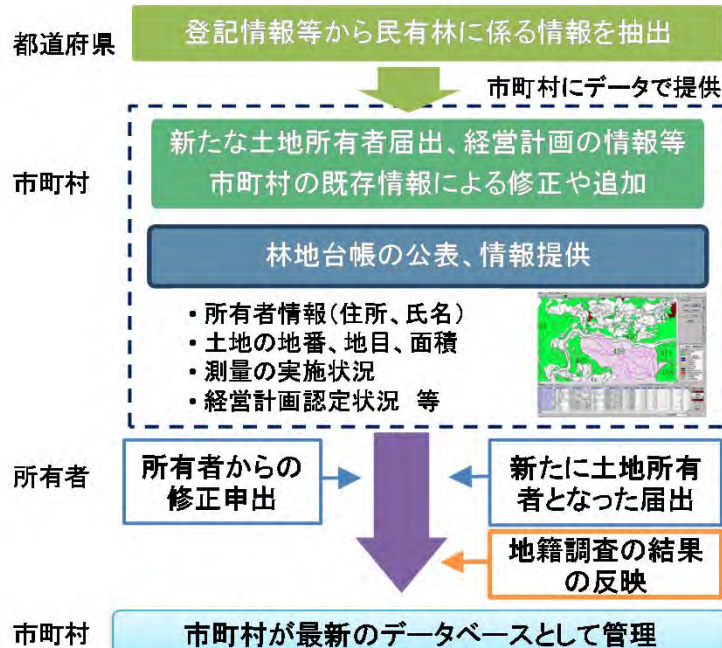 都道府県
登記情報等から民有林に係る情報を抽出
市町村にデータで提供
市町村
新たな土地所有者届出、経営計画の情報等
市町村の既存情報による修正や追加
林地台帳の公表、情報提供
・所有者情報(住所、氏名)
・土地の地番、地目、面積
・測量の実施状況
・経営計画認定状況 等
所有者
所有者からの
修正申出
新たに土地所有
者となった届出
地籍調査の結果
の反映
市町村
市町村が最新のデータベースとして管理